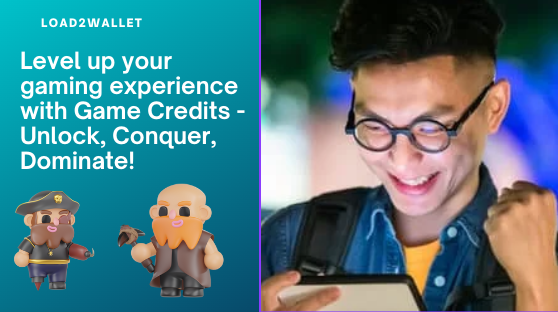 LOAD2WALLET
Level up your
gaming experience
with Game Credits -
Unlock, Conquer,
Dominate!